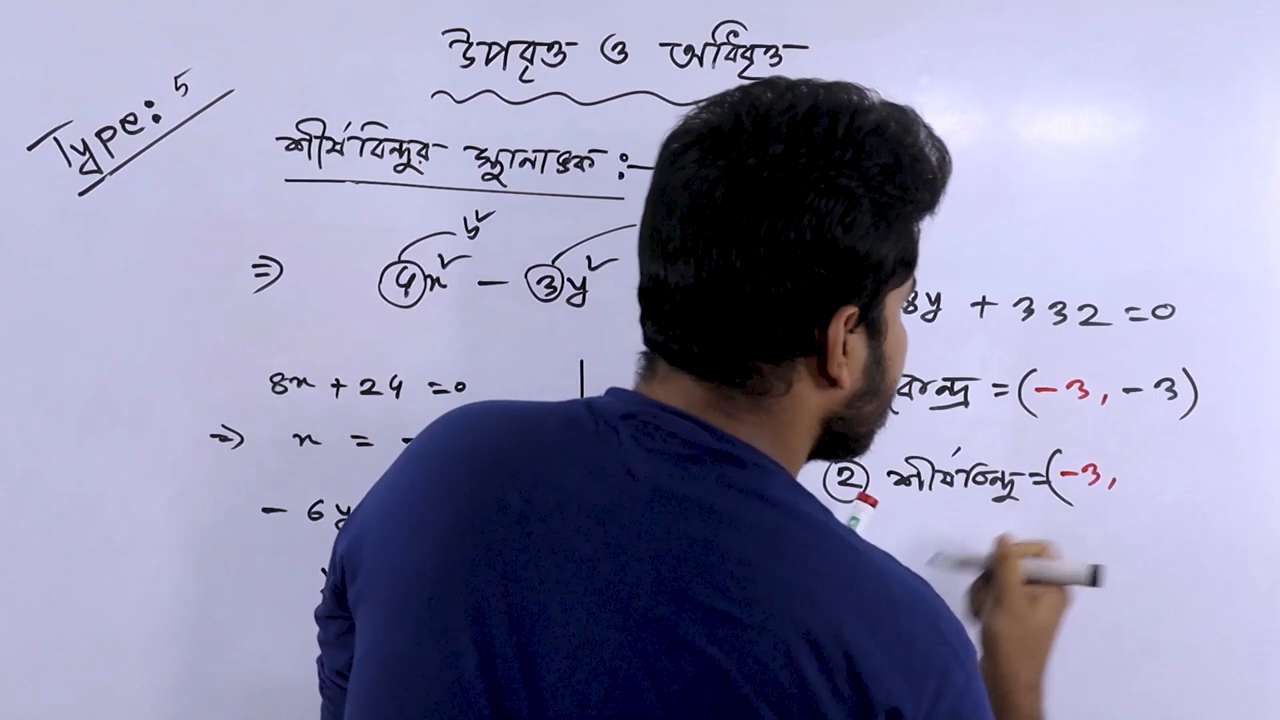 উপবৃত্ত ও অধিবৃত্ত
Type: 5
শীর্ষবিন্দুর স্থানাঙ্ক :-
b²
⇒ 4x² - 3y²
8y + 332 = 0
8x + 24 = 0
কেন্দ্র = (-3, -3)
⇒ x = -
② শীর্ষবিন্দু = (-3,
- 6y